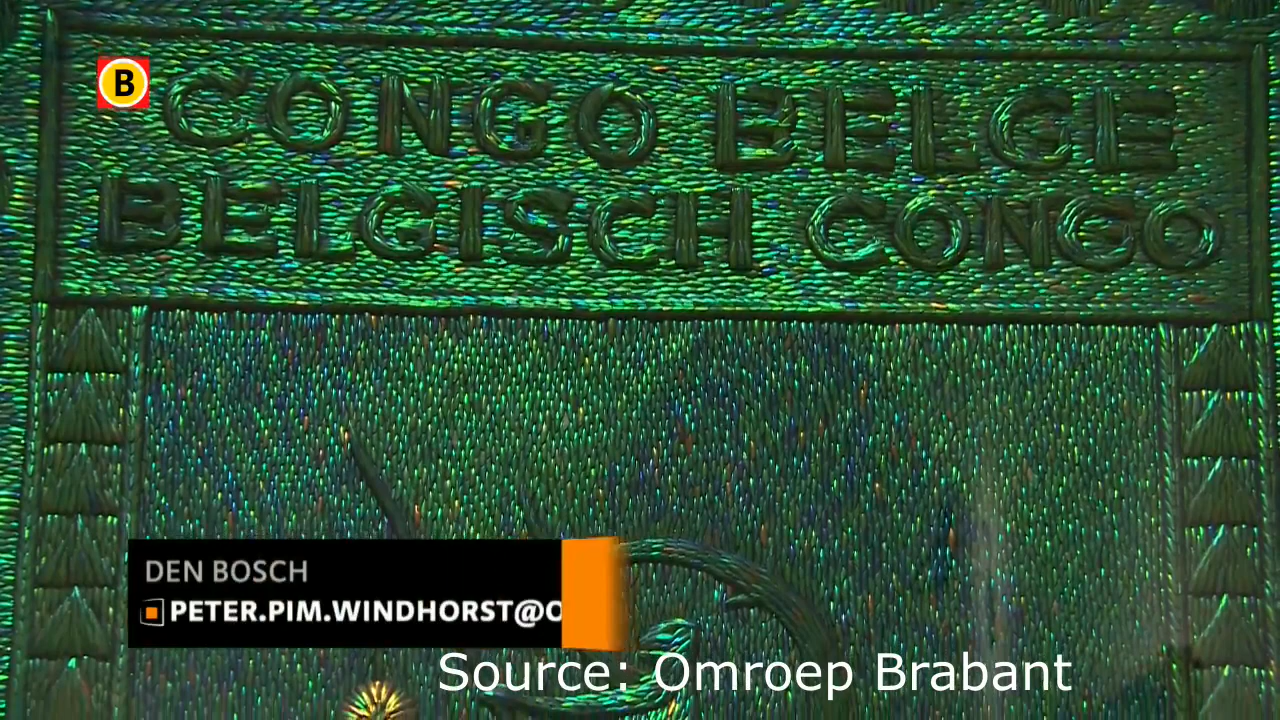 B
CONGO BELGE
BELGISCH CONGO
DEN BOSCH
PETER.PIM.WINDHORST@O
Source: Omroep Brabant